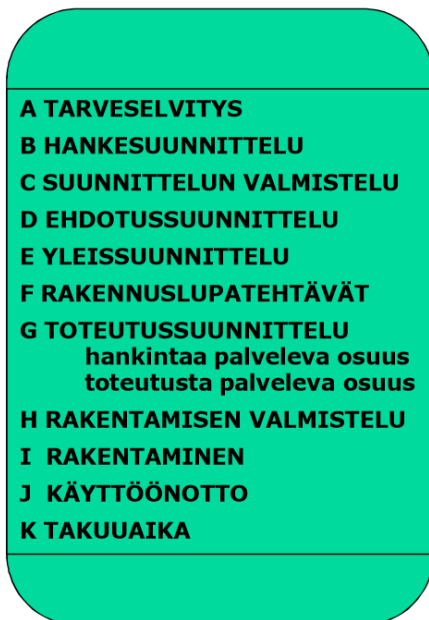 A TARVESELVITYS
B HANKESUUNNITTELU
C SUUNNITTELUN VALMISTELU
D EHDOTUSSUUNNITTELU
E YLEISSUUNNITTELU
F RAKENNUSLUPATEHTÄVÄT
G TOTEUTUSSUUNNITTELU
hankintaa palveleva osuus
toteutusta palveleva osuus
H RAKENTAMISEN VALMISTELU
I RAKENTAMINEN
J KÄYTTÖÖNOTTO
K TAKUUAIKA